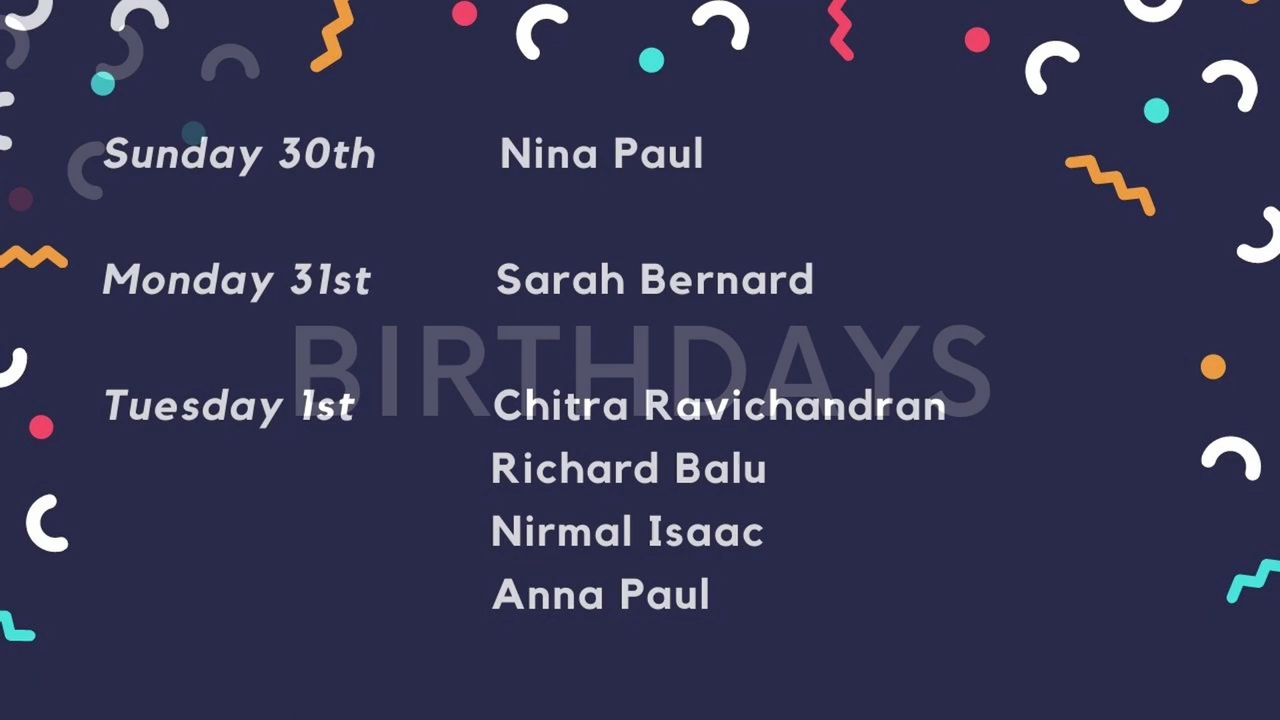 Sunday 30th Nina Paul
Monday 31st Sarah Bernard
BIRTHDAYS
Tuesday 1st Chitra Ravichandran
Richard Balu
Nirmal Isaac
Anna Paul